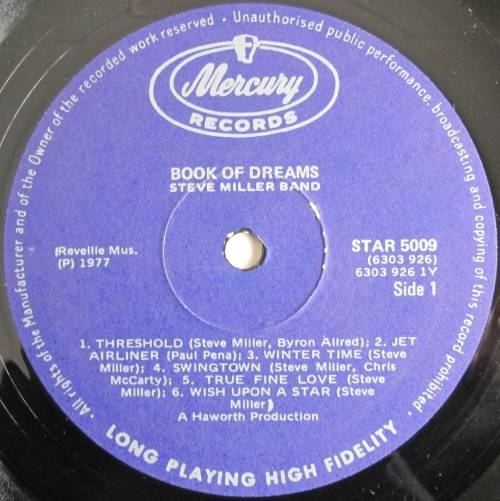 · All rights of the Manufacturer and of the Owner of the recorded work reserved · Unauthorised public performance, broadcasting and copying of this record prohibited ·
Mercury
RECORDS
BOOK OF DREAMS
STEVE MILLER BAND
Reveille Mus.
(P) 1977
STAR 5009
(6303 926)
6303 926 1Y
Side 1
1. THRESHOLD (Steve Miller, Byron Allred); 2. JET
AIRLINER (Paul Pena); 3. WINTER TIME (Steve
Miller); 4. SWINGTOWN (Steve Miller, Chris
McCarty); 5. TRUE FINE LOVE (Steve
Miller); 6. WISH UPON A STAR (Steve
Miller)
A Haworth Production
LONG PLAYING HIGH FIDELITY